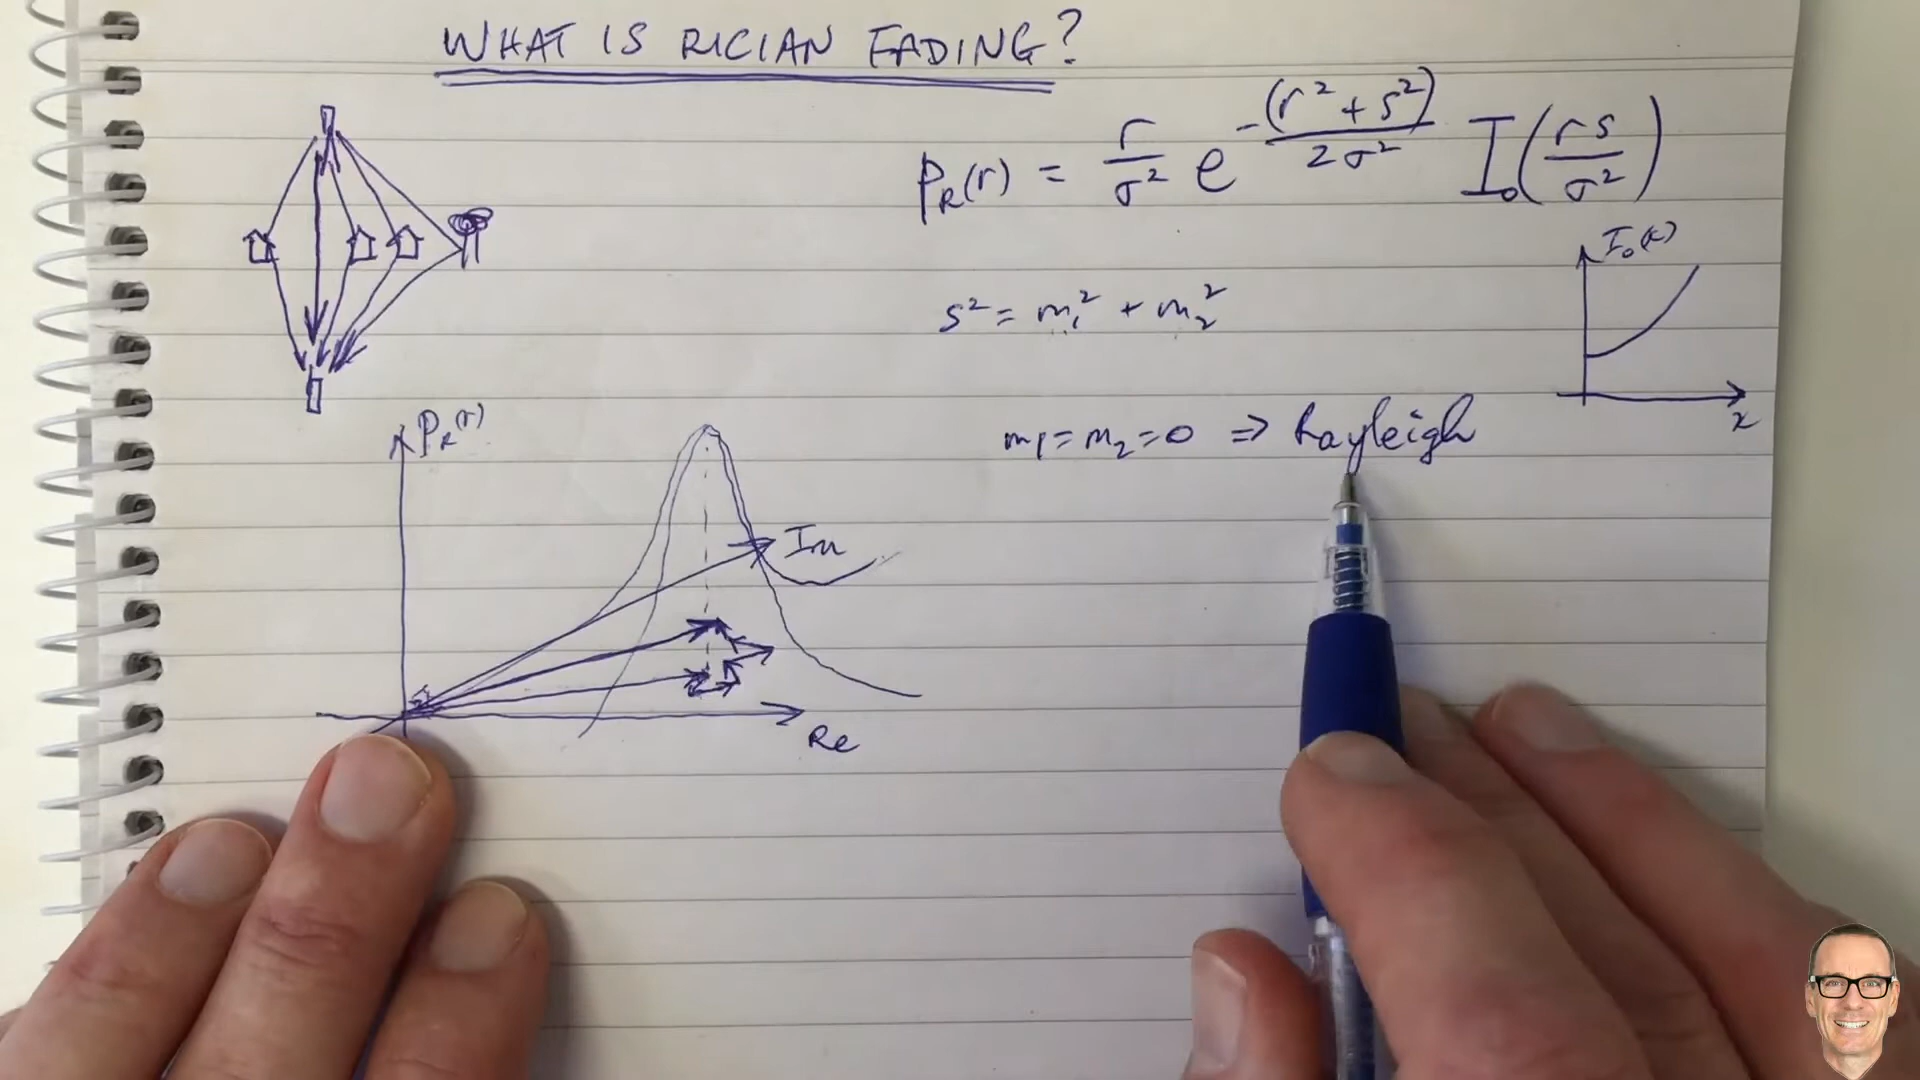 WHAT IS RICIAN FADING?
P_R(r) = r/σ² e^(-(r² + s²)/2σ²) I₀(rs/σ²)
I₀(x)
s² = m₁² + m₂²
x
P_R(r)
m₁ = m₂ = 0 ⇒ Rayleigh
Im
Re